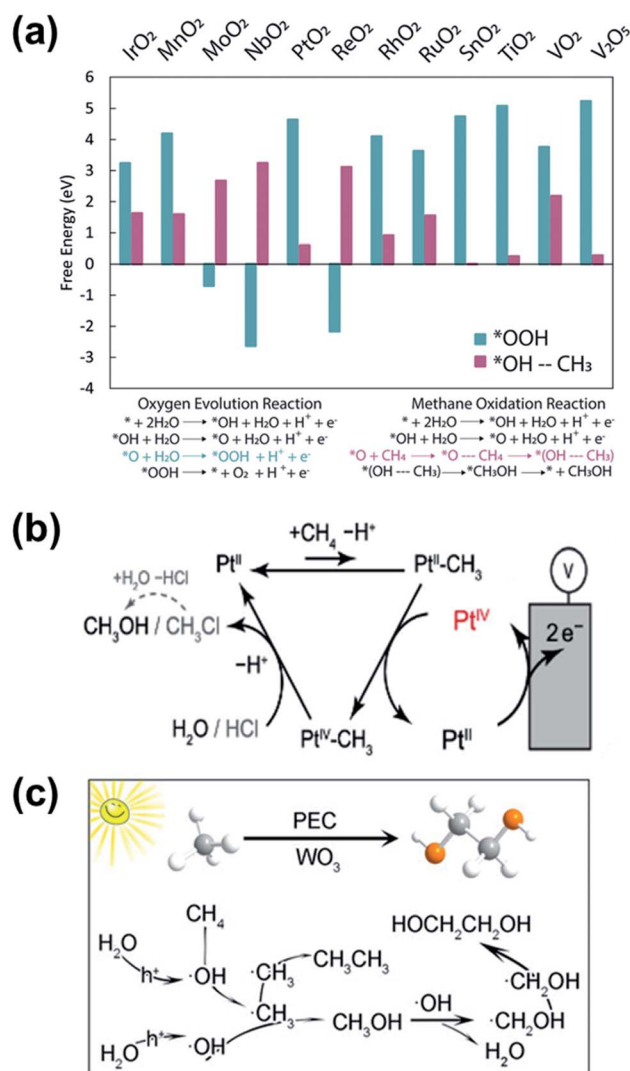 (a)
IrO₂ MnO₂ MoO₂ NbO₂ PtO₂ ReO₂ RhO₂ RuO₂ SnO₂ TiO₂ VO₂ V₂O₅
Free Energy (eV)
6
5
4
3
2
1
0
-1
-2
-3
-4
*OOH
*OH -- CH₃
Oxygen Evolution Reaction
* + 2H₂O → *OH + H₂O + H⁺ + e⁻
*OH + H₂O → *O + H₂O + H⁺ + e⁻
*O + H₂O → *OOH + H⁺ + e⁻
*OOH → * + O₂ + H⁺ + e⁻
Methane Oxidation Reaction
* + 2H₂O → *OH + H₂O + H⁺ + e⁻
*OH + H₂O → *O + H₂O + H⁺ + e⁻
*O + CH₄ → *O --- CH₄ → *(OH --- CH₃)
*(OH --- CH₃) → *CH₃OH → * + CH₃OH
(b)
+CH₄ −H⁺
Ptᴵᴵ
Ptᴵᴵ−CH₃
+H₂O −HCl
CH₃OH / CH₃Cl
−H⁺
H₂O / HCl
Ptᴵⱽ−CH₃
Ptᴵⱽ
Ptᴵᴵ
2e⁻
V
(c)
PEC
WO₃
CH₄
H₂O
h⁺
·OH
·CH₃
CH₃CH₃
·CH₃
H₂O
h⁺
·OH
CH₃OH
·OH
H₂O
·CH₂OH
·CH₂OH
HOCH₂CH₂OH